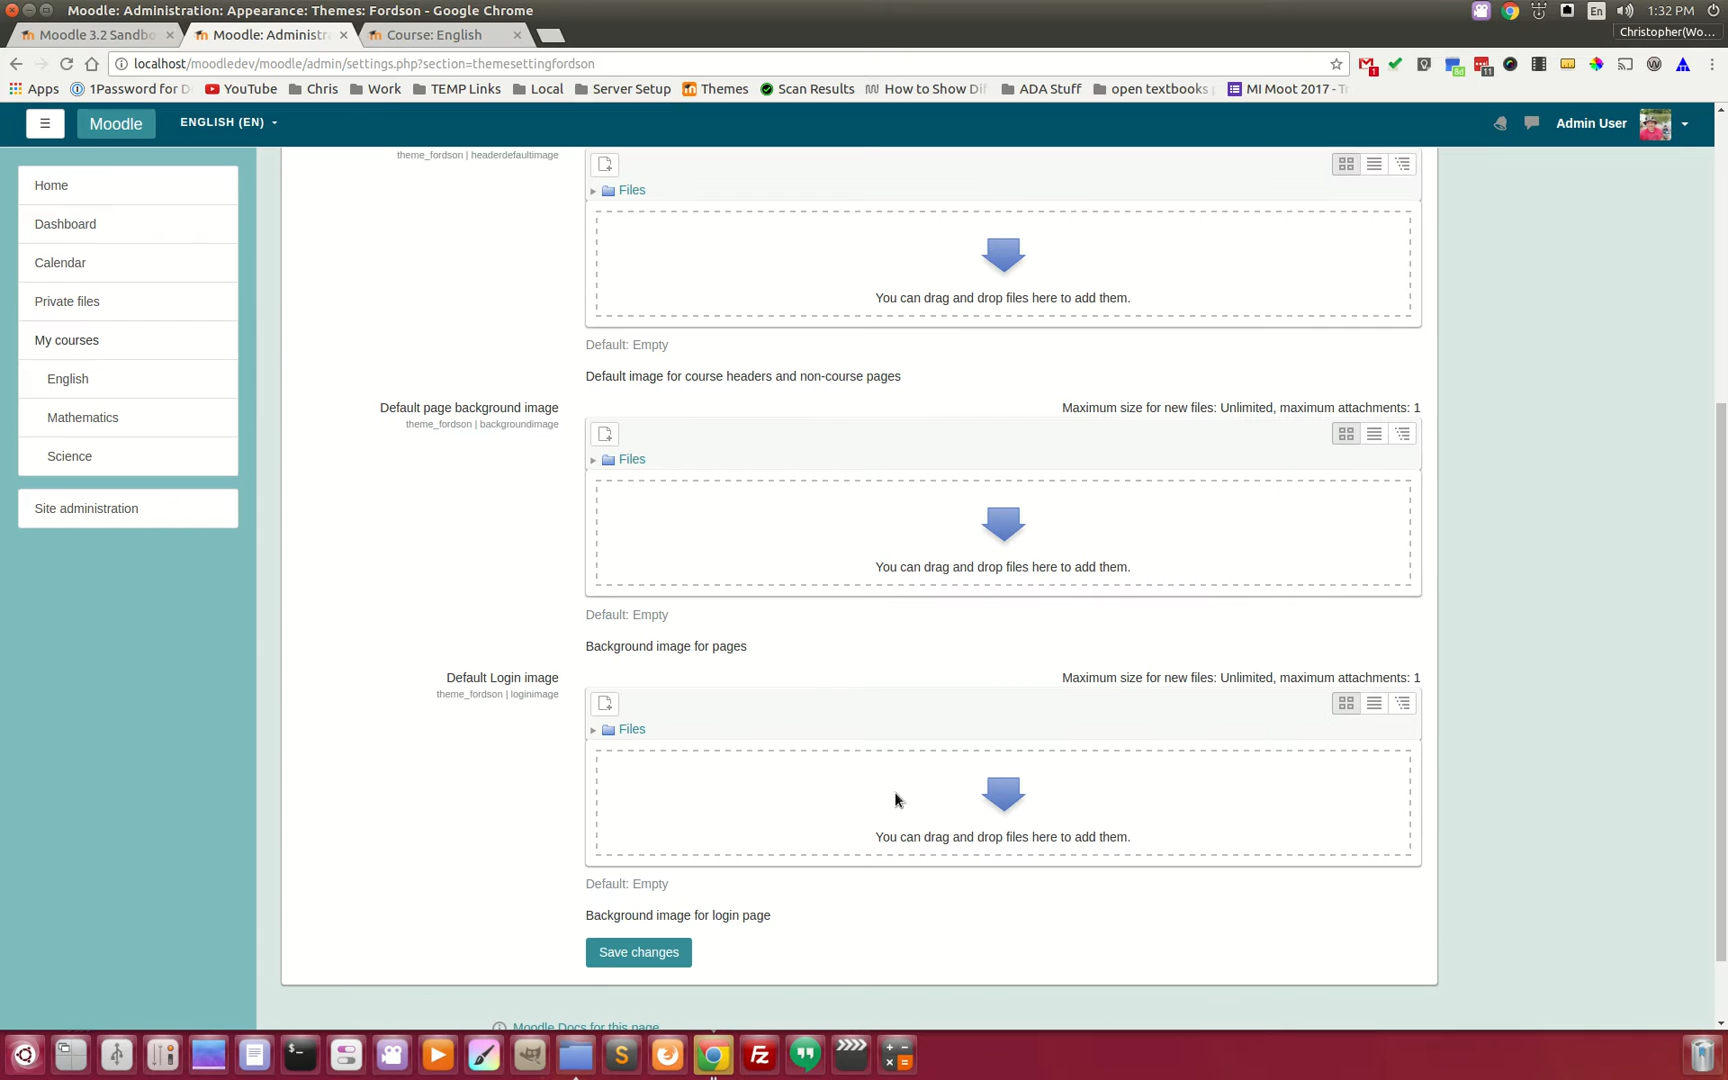 Moodle: Administration: Appearance: Themes: Fordson - Google Chrome
En
1:32 PM
Moodle 3.2 Sandbo
Moodle: Administra
Course: English
Christopher(Wo...
localhost/moodledev/moodle/admin/settings.php?section=themesettingfordson
1
8d
11
Apps
1Password for D
YouTube
Chris
Work
TEMP Links
Local
Server Setup
Themes
Scan Results
How to Show Dif
ADA Stuff
open textbooks
MI Moot 2017 - Tr
Moodle
ENGLISH (EN)
Admin User
Home
Dashboard
Calendar
Private files
My courses
English
Mathematics
Science
Site administration
theme_fordson | headerdefaultimage
Files
You can drag and drop files here to add them.
Default: Empty
Default image for course headers and non-course pages
Default page background image
Maximum size for new files: Unlimited, maximum attachments: 1
theme_fordson | backgroundimage
Files
You can drag and drop files here to add them.
Default: Empty
Background image for pages
Default Login image
Maximum size for new files: Unlimited, maximum attachments: 1
theme_fordson | loginimage
Files
You can drag and drop files here to add them.
Default: Empty
Background image for login page
Save changes
Moodle Docs for this page